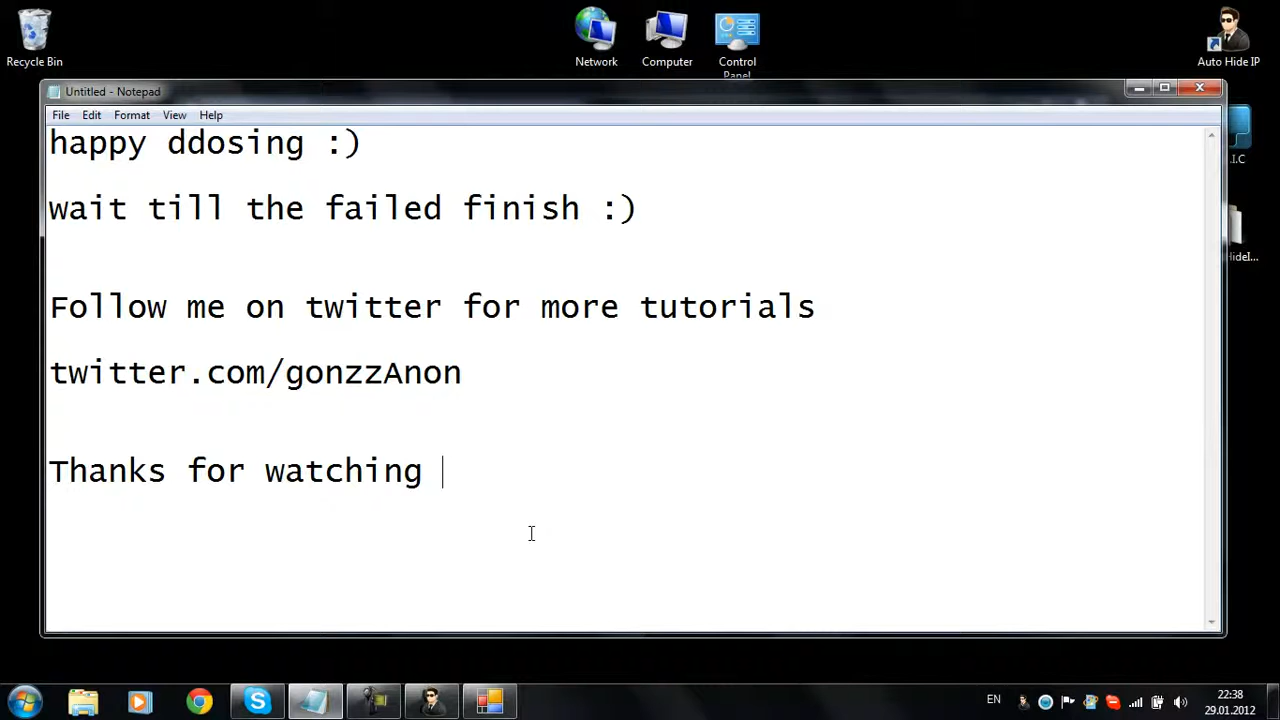 Recycle Bin
Network
Computer
Control
Panel
Auto Hide IP
Untitled - Notepad
File Edit Format View Help
happy ddosing :)
wait till the failed finish :)
Follow me on twitter for more tutorials
twitter.com/gonzzAnon
Thanks for watching
.I.C
HideI...
EN
22:38
29.01.2012